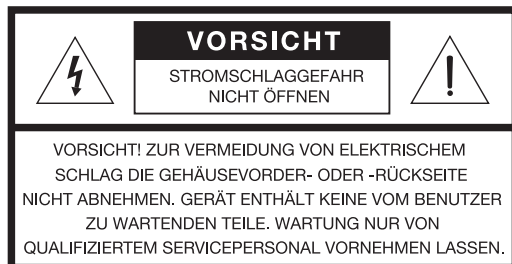 VORSICHT
STROMSCHLAGGEFAHR
NICHT ÖFFNEN
VORSICHT! ZUR VERMEIDUNG VON ELEKTRISCHEM
SCHLAG DIE GEHÄUSEVORDER- ODER -RÜCKSEITE
NICHT ABNEHMEN. GERÄT ENTHÄLT KEINE VOM BENUTZER
ZU WARTENDEN TEILE. WARTUNG NUR VON
QUALIFIZIERTEM SERVICEPERSONAL VORNEHMEN LASSEN.